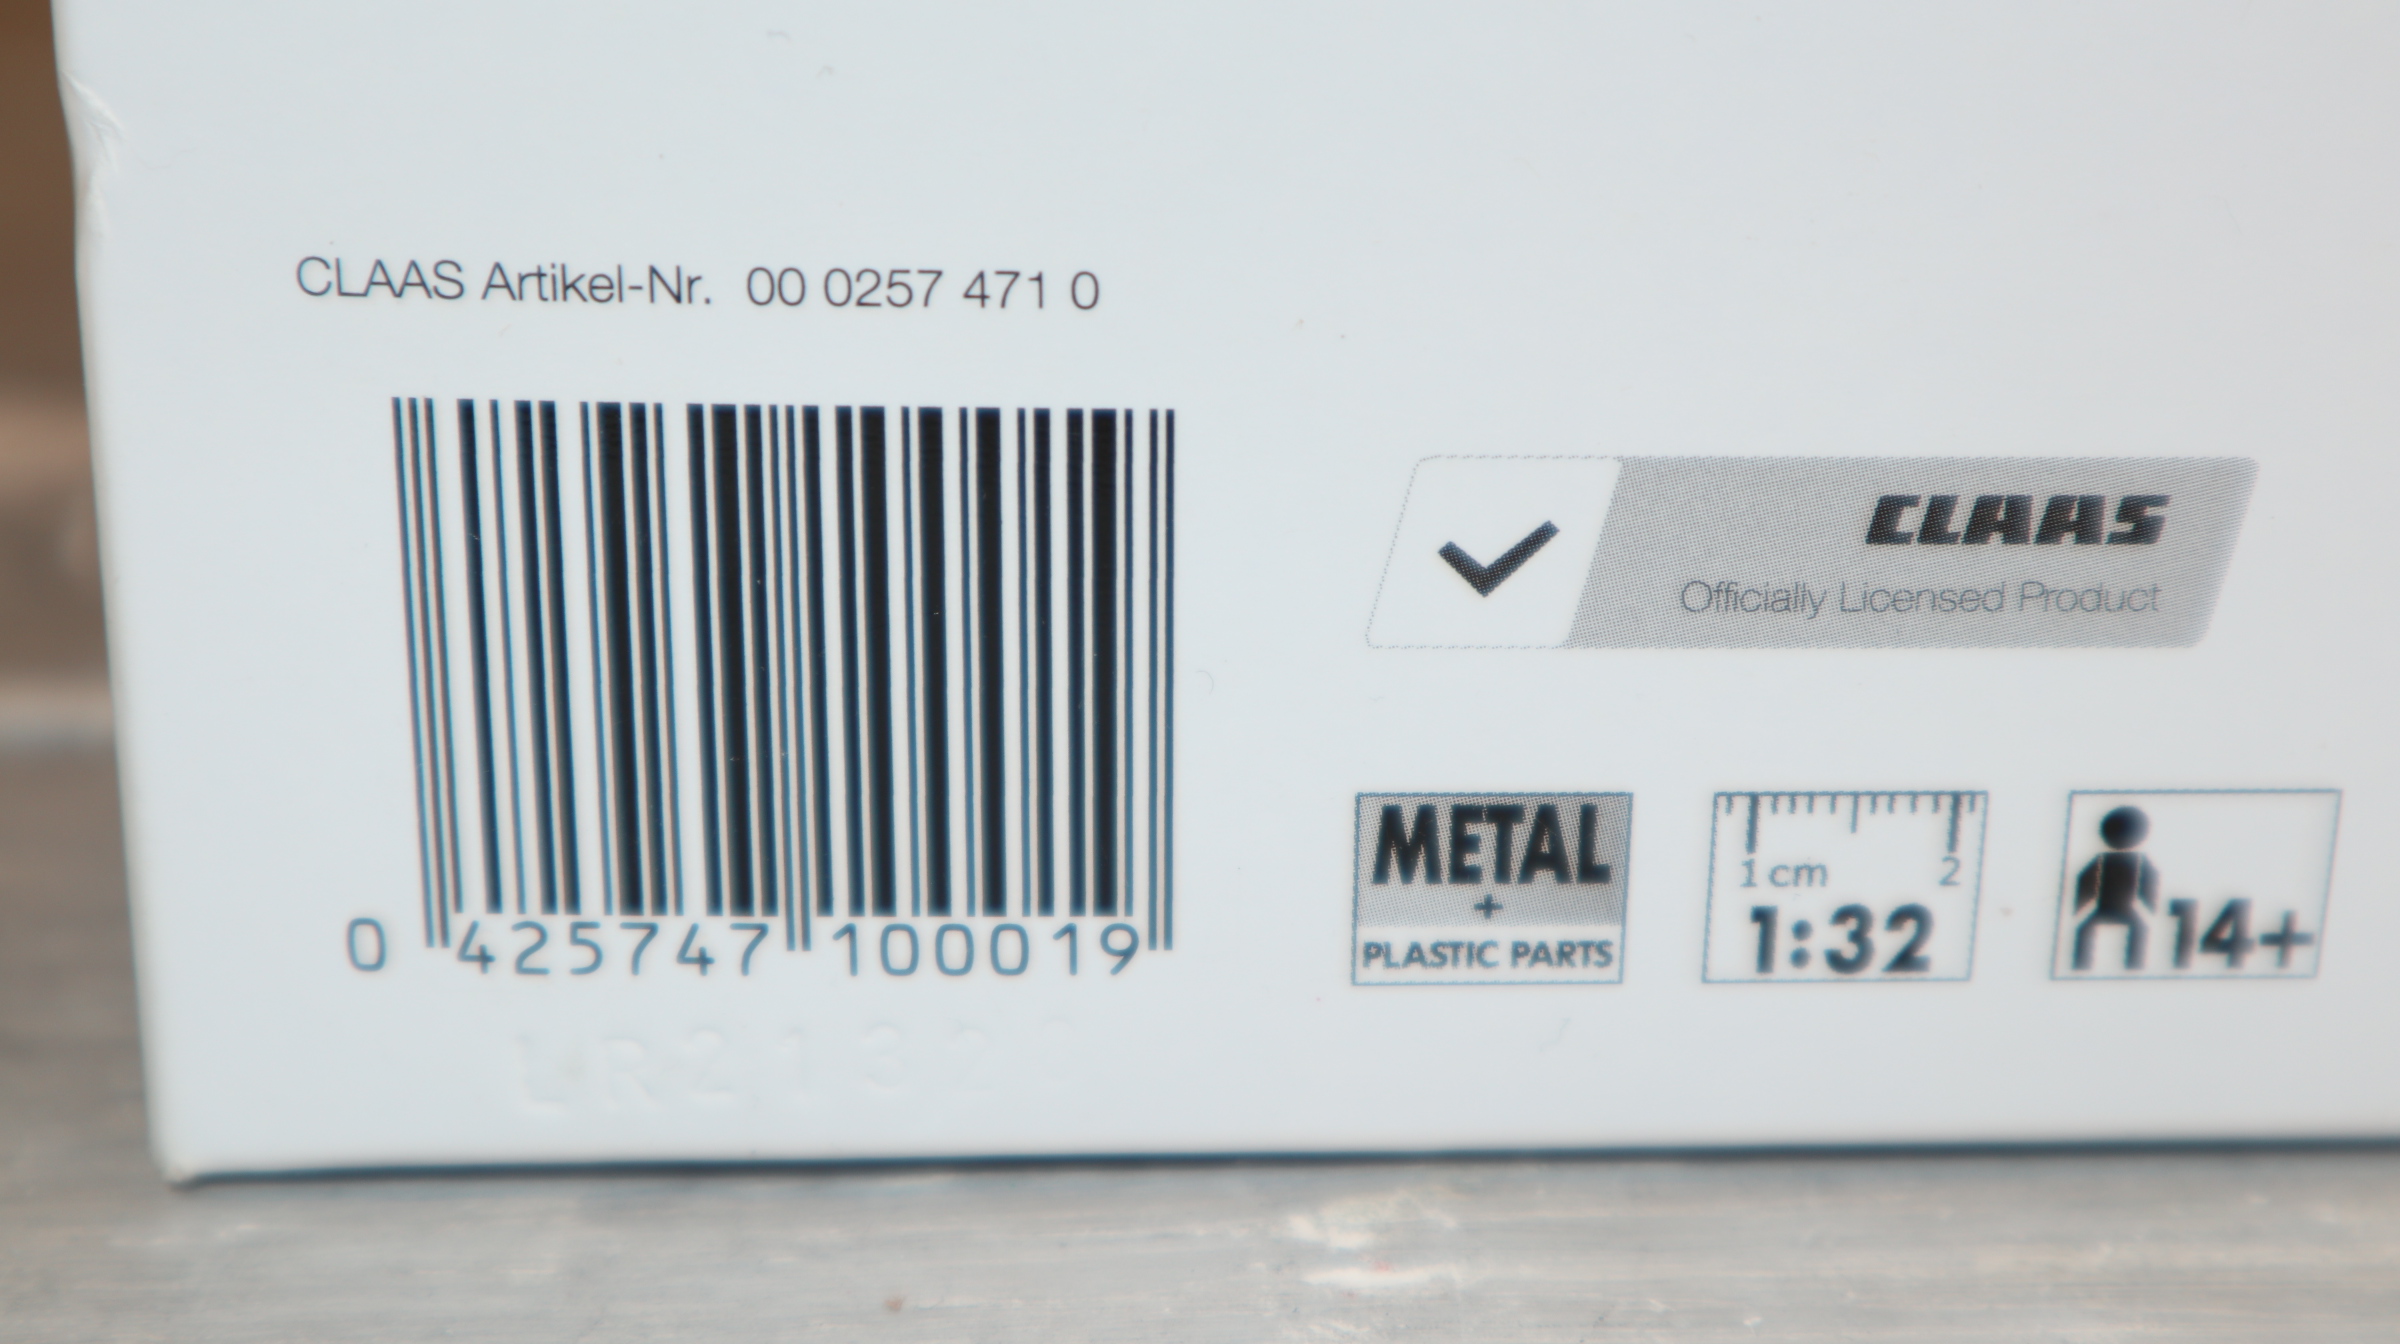 CLAAS Artikel-Nr. 00 0257 471 0
0 425747 100019
CLAAS
Officially Licensed Product
METAL
+
PLASTIC PARTS
1 cm 2
1:32
14+